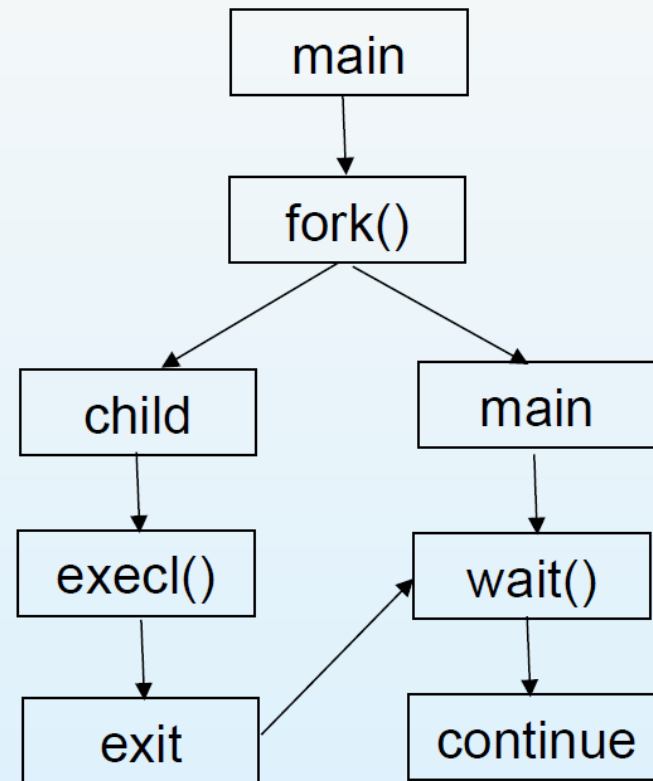 main
fork()
child
main
execl()
wait()
exit
continue